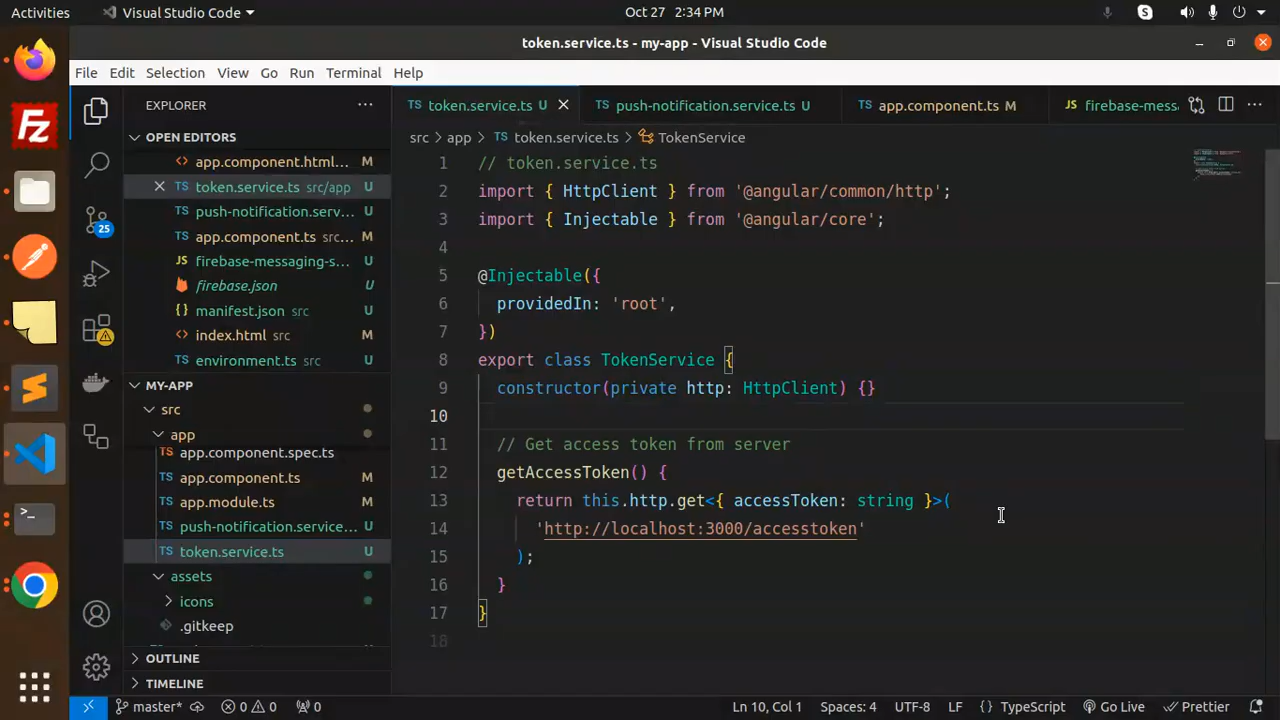 Activities
Visual Studio Code
Oct 27 2:34 PM
token.service.ts - my-app - Visual Studio Code
File Edit Selection View Go Run Terminal Help
EXPLORER
OPEN EDITORS
app.component.html... M
token.service.ts src/app U
push-notification.serv... U
app.component.ts src... M
firebase-messaging-s... U
firebase.json U
manifest.json src U
index.html src M
environment.ts src U
MY-APP
src
app
app.component.spec.ts
app.component.ts M
app.module.ts M
push-notification.service... U
token.service.ts U
assets
icons
.gitkeep
OUTLINE
TIMELINE
25
token.service.ts U
push-notification.service.ts U
app.component.ts M
firebase-mess
src > app > token.service.ts > TokenService
1 // token.service.ts
2 import { HttpClient } from '@angular/common/http';
3 import { Injectable } from '@angular/core';
4
5 @Injectable({
6 providedIn: 'root',
7 })
8 export class TokenService {
9 constructor(private http: HttpClient) {}
10
11 // Get access token from server
12 getAccessToken() {
13 return this.http.get<{ accessToken: string }>(
14 'http://localhost:3000/accesstoken'
15 );
16 }
17 }
18
master* 0 0 0 Ln 10, Col 1 Spaces: 4 UTF-8 LF { } TypeScript Go Live Prettier